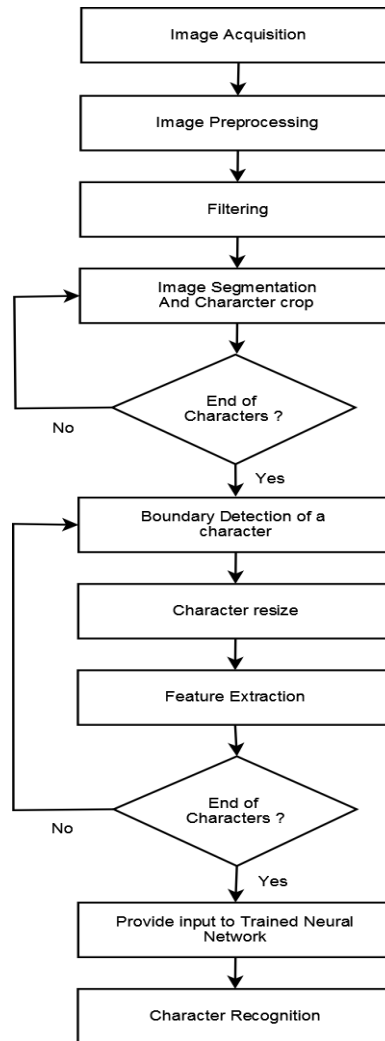 Image Acquisition
Image Preprocessing
Filtering
Image Segmentation
And Chararcter crop
End of
Characters ?
No
Yes
Boundary Detection of a
character
Character resize
Feature Extraction
End of
Characters ?
No
Yes
Provide input to Trained Neural
Network
Character Recognition